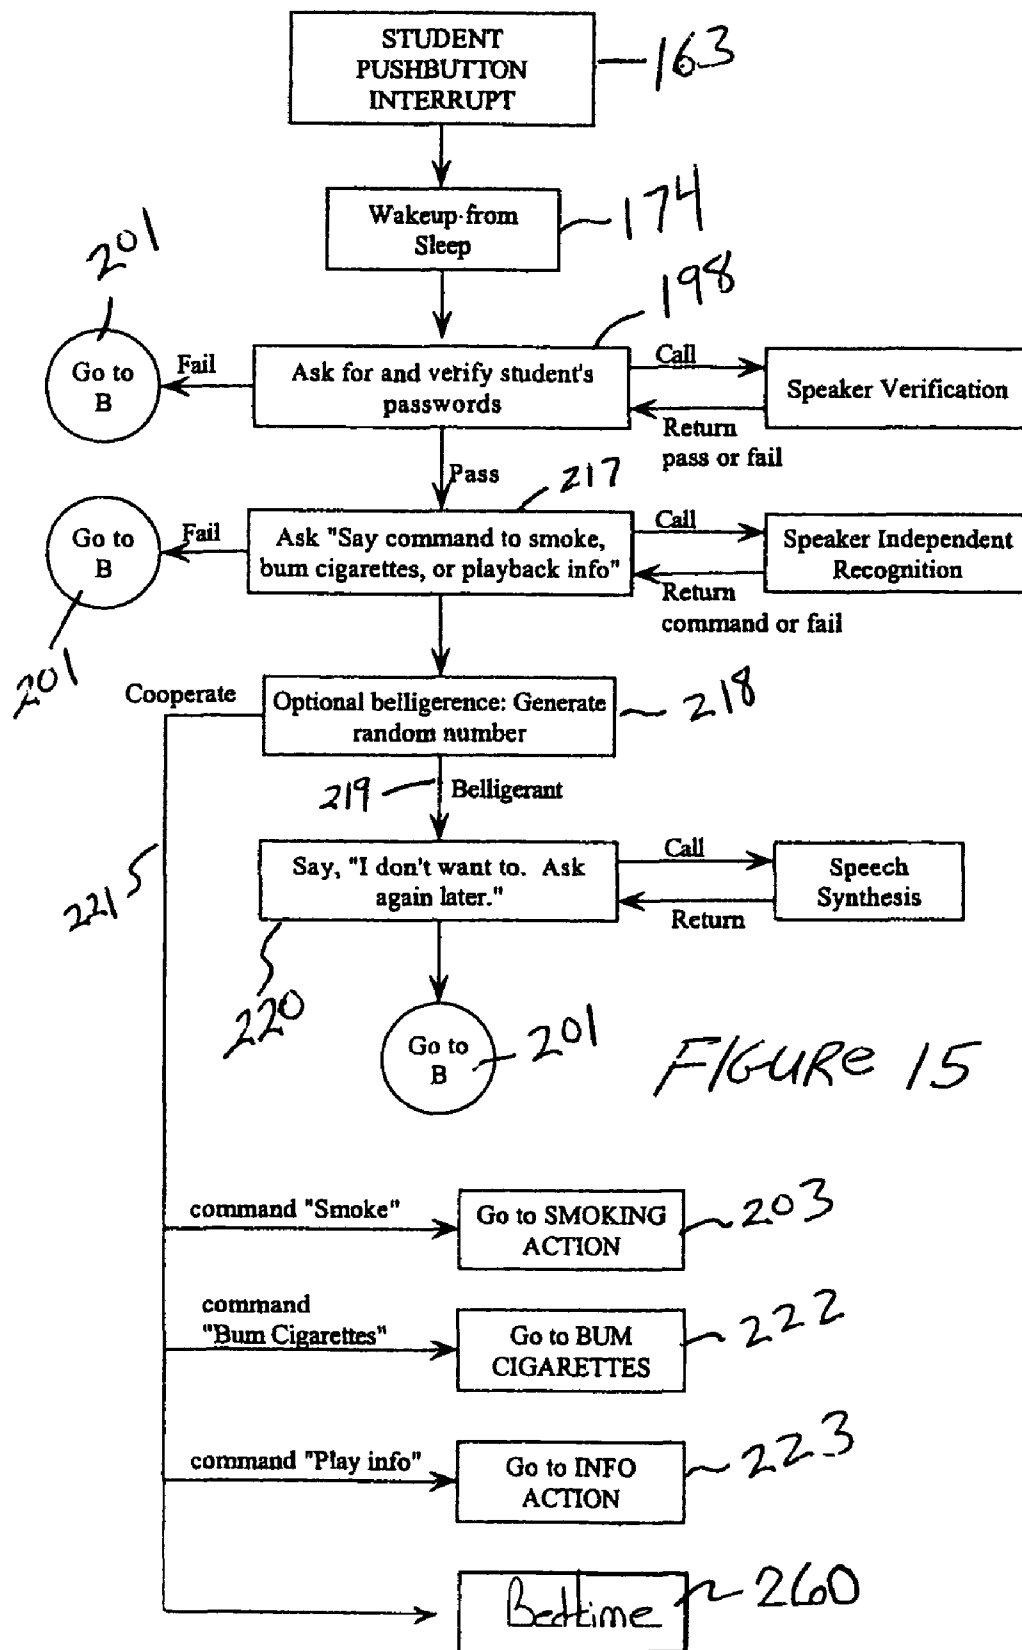 STUDENT
PUSHBUTTON
INTERRUPT
163
Wakeup from
Sleep
174
201
198
Go to
B
Fail
Ask for and verify student's
passwords
Call
Return
pass or fail
Speaker Verification
Pass
217
Go to
B
Fail
Ask "Say command to smoke,
bum cigarettes, or playback info"
Call
Return
command or fail
Speaker Independent
Recognition
201
Cooperate
Optional belligerence: Generate
random number
218
219
Belligerant
221
Say, "I don't want to. Ask
again later."
Call
Return
Speech
Synthesis
220
Go to
B
201
FIGURE 15
command "Smoke"
Go to SMOKING
ACTION
203
command
"Bum Cigarettes"
Go to BUM
CIGARETTES
222
command "Play info"
Go to INFO
ACTION
223
Bedtime
260